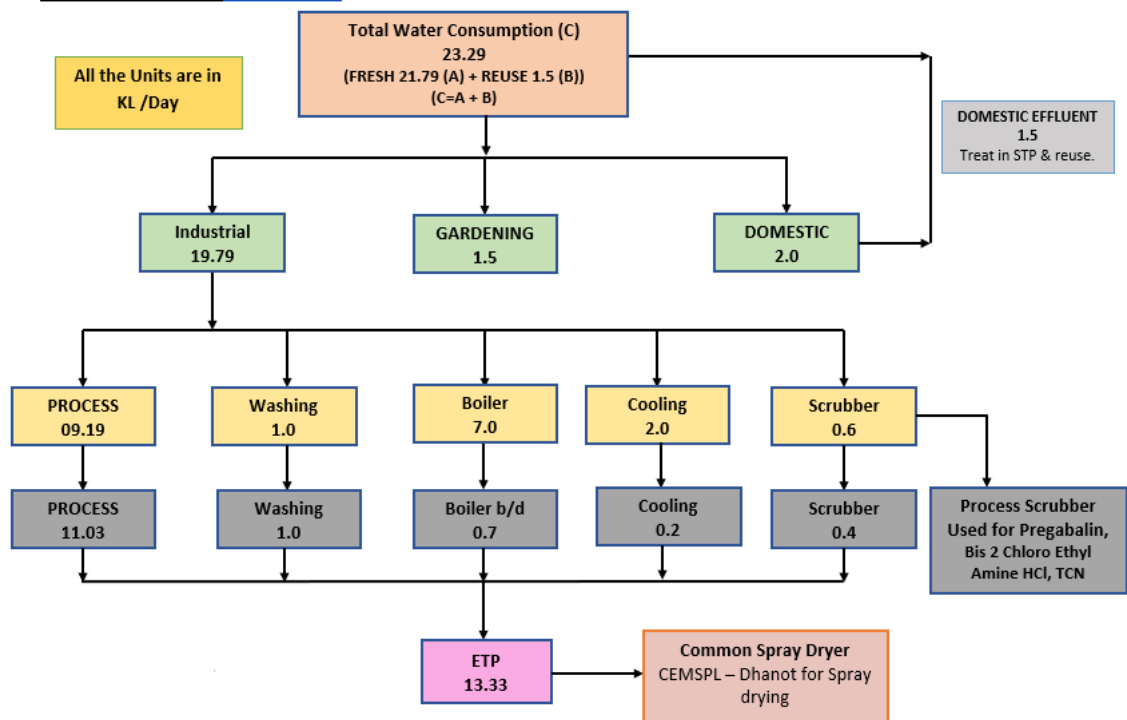 Total Water Consumption (C)
23.29
(FRESH 21.79 (A) + REUSE 1.5 (B))
(C=A + B)
All the Units are in
KL /Day
DOMESTIC EFFLUENT
1.5
Treat in STP & reuse.
Industrial
19.79
GARDENING
1.5
DOMESTIC
2.0
PROCESS
09.19
Washing
1.0
Boiler
7.0
Cooling
2.0
Scrubber
0.6
PROCESS
11.03
Washing
1.0
Boiler b/d
0.7
Cooling
0.2
Scrubber
0.4
Process Scrubber
Used for Pregabalin,
Bis 2 Chloro Ethyl
Amine HCl, TCN
ETP
13.33
Common Spray Dryer
CEMSPL – Dhanot for Spray
drying